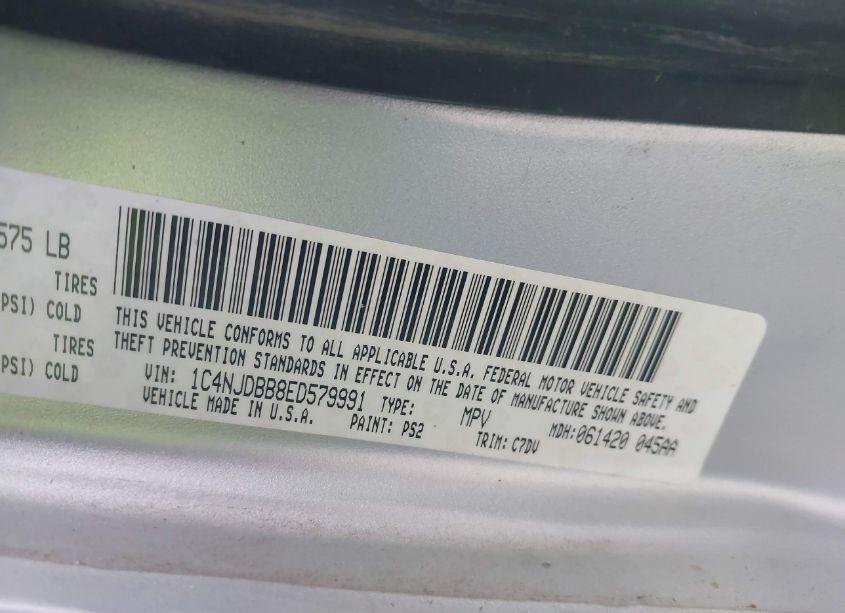 575 LB
TIRES
PSI) COLD
TIRES
PSI) COLD
THIS VEHICLE CONFORMS TO ALL APPLICABLE U.S.A. FEDERAL MOTOR VEHICLE SAFETY AND
THEFT PREVENTION STANDARDS IN EFFECT ON THE DATE OF MANUFACTURE SHOWN ABOVE.
VIN: 1C4NJDBB8ED579991 TYPE: MPV MDH:061420 045AA
VEHICLE MADE IN U.S.A. PAINT: PS2 TRIM: C7DV